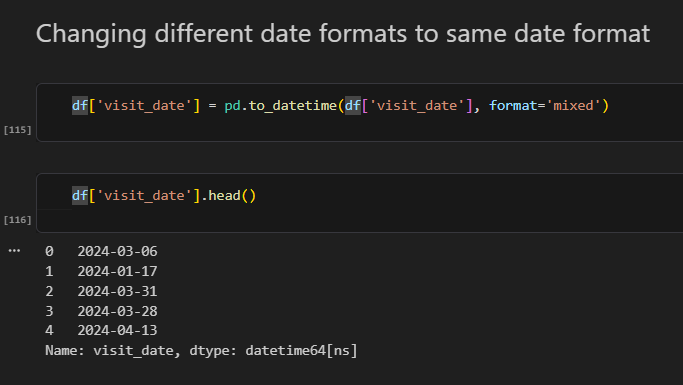 Changing different date formats to same date format
df['visit_date'] = pd.to_datetime(df['visit_date'], format='mixed')
[115]
df['visit_date'].head()
[116]
...
0 2024-03-06
1 2024-01-17
2 2024-03-31
3 2024-03-28
4 2024-04-13
Name: visit_date, dtype: datetime64[ns]